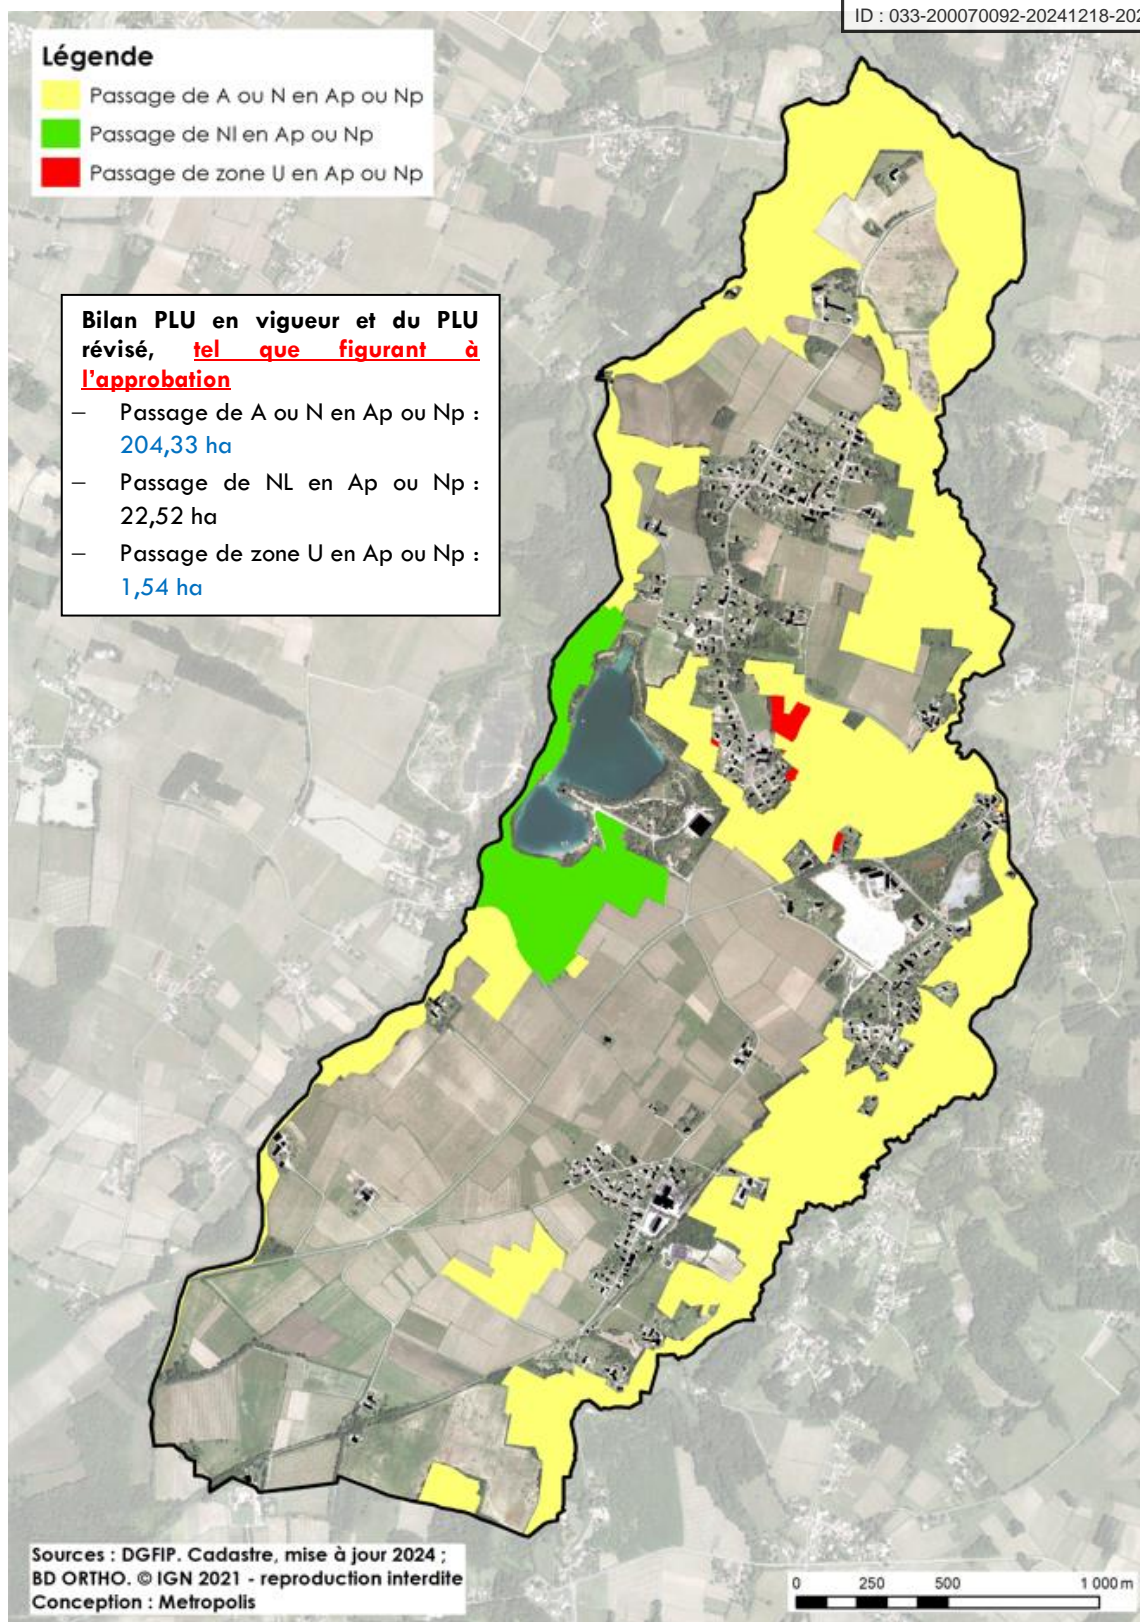 ID : 033-200070092-20241218-202
Légende
Passage de A ou N en Ap ou Np
Passage de Nl en Ap ou Np
Passage de zone U en Ap ou Np
Bilan PLU en vigueur et du PLU
révisé, tel que figurant à
l'approbation
– Passage de A ou N en Ap ou Np :
204,33 ha
– Passage de NL en Ap ou Np :
22,52 ha
– Passage de zone U en Ap ou Np :
1,54 ha
Sources : DGFIP. Cadastre, mise à jour 2024 ;
BD ORTHO. © IGN 2021 - reproduction interdite
Conception : Metropolis
0 250 500 1 000 m